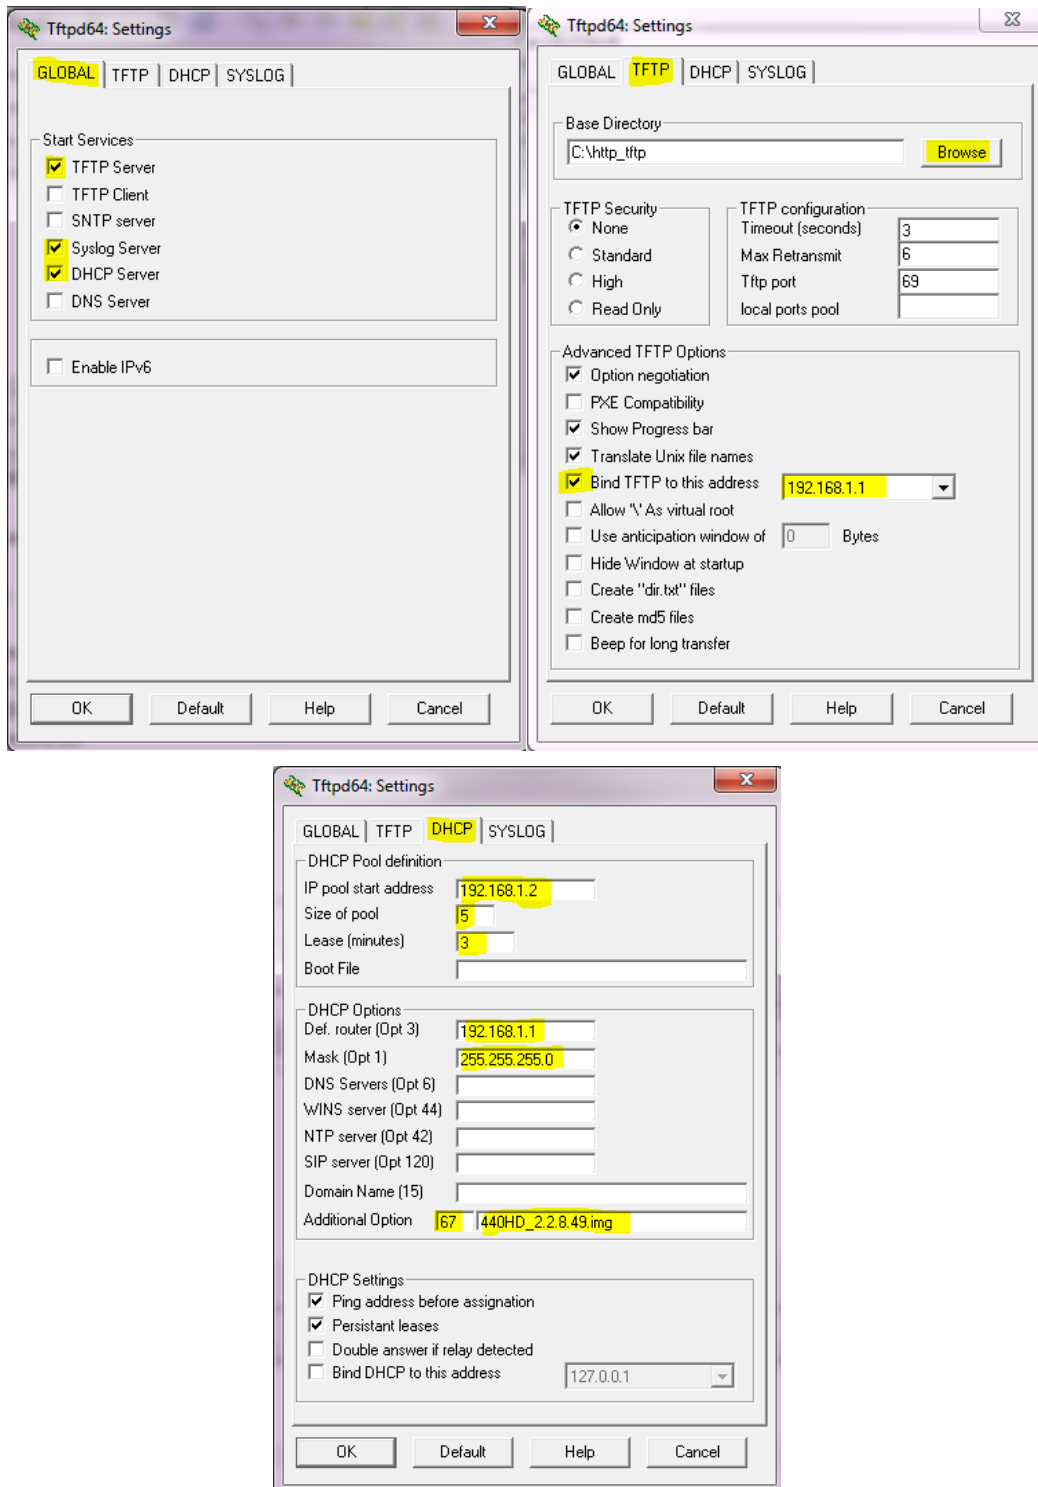 Tftpd64: Settings
GLOBAL TFTP DHCP SYSLOG
Start Services
TFTP Server
TFTP Client
SNTP server
Syslog Server
DHCP Server
DNS Server
Enable IPv6
OK Default Help Cancel
Tftpd64: Settings
GLOBAL TFTP DHCP SYSLOG
Base Directory
C:\http_tftp Browse
TFTP Security
None
Standard
High
Read Only
TFTP configuration
Timeout (seconds) 3
Max Retransmit 6
Tftp port 69
local ports pool
Advanced TFTP Options
Option negotiation
PXE Compatibility
Show Progress bar
Translate Unix file names
Bind TFTP to this address 192.168.1.1
Allow '\' As virtual root
Use anticipation window of 0 Bytes
Hide Window at startup
Create "dir.txt" files
Create md5 files
Beep for long transfer
OK Default Help Cancel
Tftpd64: Settings
GLOBAL TFTP DHCP SYSLOG
DHCP Pool definition
IP pool start address 192.168.1.2
Size of pool 5
Lease (minutes) 3
Boot File
DHCP Options
Def. router (Opt 3) 192.168.1.1
Mask (Opt 1) 255.255.255.0
DNS Servers (Opt 6)
WINS server (Opt 44)
NTP server (Opt 42)
SIP server (Opt 120)
Domain Name (15)
Additional Option 67 440HD_2.2.8.49.img
DHCP Settings
Ping address before assignation
Persistant leases
Double answer if relay detected
Bind DHCP to this address 127.0.0.1
OK Default Help Cancel